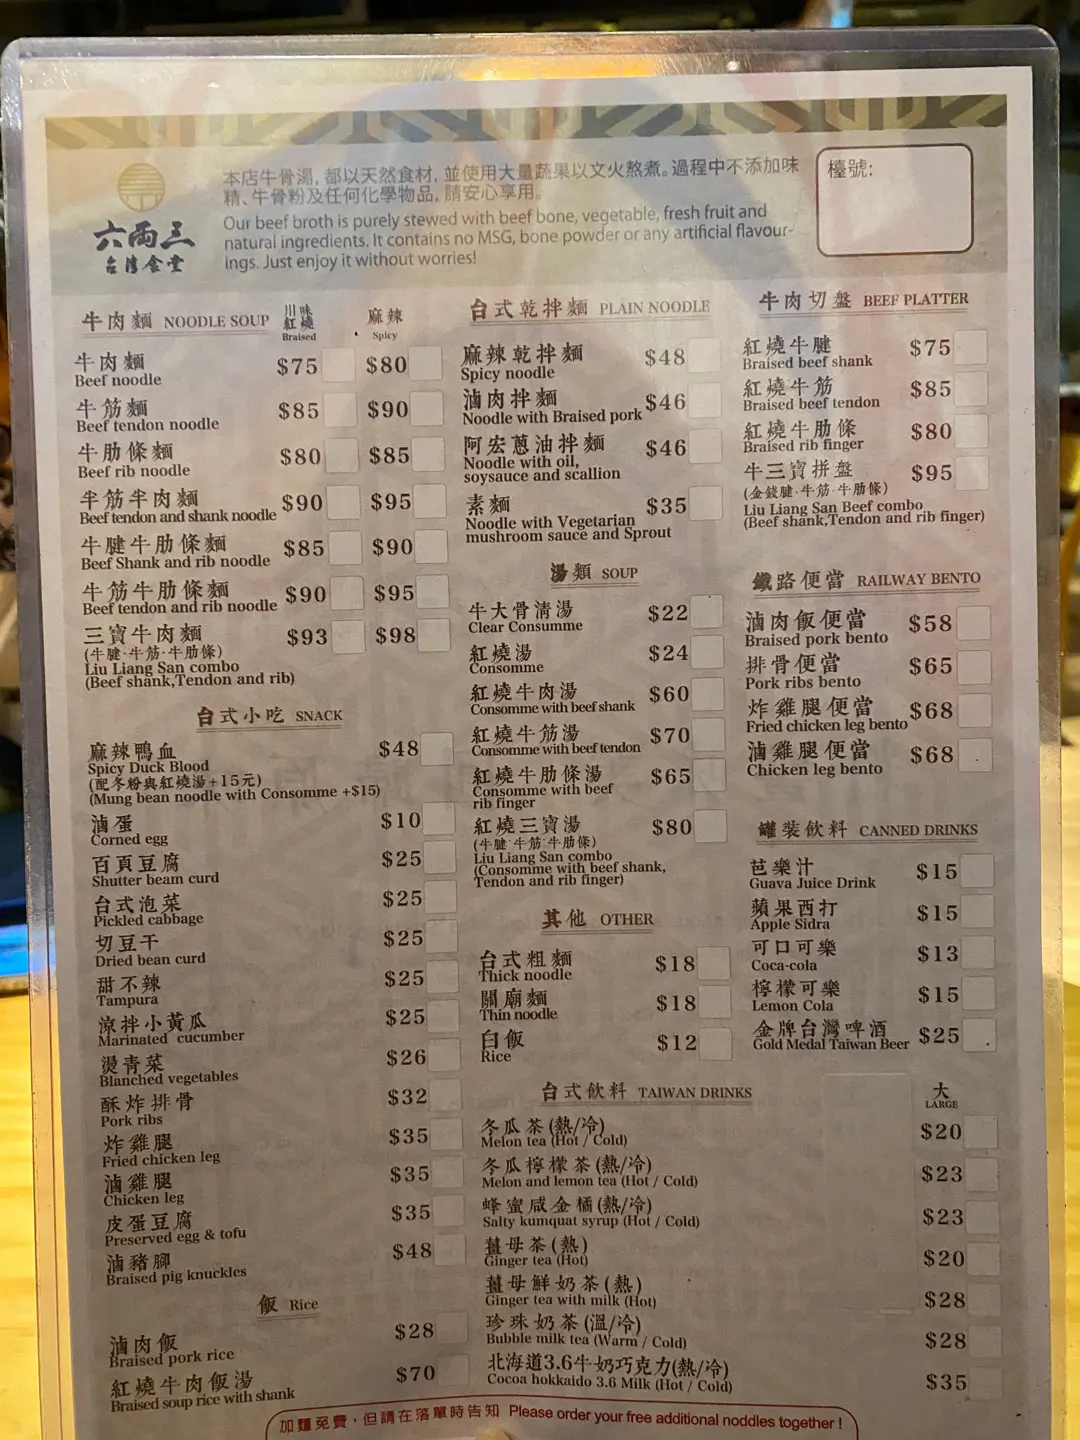 本店牛骨湯, 都以天然食材, 並使用大量蔬果以文火熬煮。過程中不添加味
精、牛骨粉及任何化學物品, 請安心享用。
Our beef broth is purely stewed with beef bone, vegetable, fresh fruit and
natural ingredients. It contains no MSG, bone powder or any artificial flavour-
ings. Just enjoy it without worries!
六兩三
台灣食堂
檯號:
牛肉麵 NOODLE SOUP 川味紅燒 Braised 麻辣 Spicy
牛肉麵 $75 $80
Beef noodle
牛筋麵 $85 $90
Beef tendon noodle
牛肋條麵 $80 $85
Beef rib noodle
半筋半肉麵 $90 $95
Beef tendon and shank noodle
牛腱牛肋條麵 $85 $90
Beef Shank and rib noodle
牛筋牛肋條麵 $90 $95
Beef tendon and rib noodle
三寶牛肉麵 $93 $98
(牛腱·牛筋·牛肋條)
Liu Liang San combo
(Beef shank,Tendon and rib)
台式小吃 SNACK
麻辣鴨血 $48
Spicy Duck Blood
(配冬粉與紅燒湯+15元)
(Mung bean noodle with Consomme +$15)
滷蛋 $10
Corned egg
百頁豆腐 $25
Shutter beam curd
台式泡菜 $25
Pickled cabbage
切豆干 $25
Dried bean curd
甜不辣 $25
Tampura
涼拌小黃瓜 $25
Marinated cucumber
燙青菜 $26
Blanched vegetables
酥炸排骨 $32
Pork ribs
炸雞腿 $35
Fried chicken leg
滷雞腿 $35
Chicken leg
皮蛋豆腐 $35
Preserved egg & tofu
滷豬腳 $48
Braised pig knuckles
飯 Rice
滷肉飯 $28
Braised pork rice
紅燒牛肉飯湯 $70
Braised soup rice with shank
台式乾拌麵 PLAIN NOODLE
麻辣乾拌麵 $48
Spicy noodle
滷肉拌麵 $46
Noodle with Braised pork
阿宏蔥油拌麵 $46
Noodle with oil,
soysauce and scallion
素麵 $35
Noodle with Vegetarian
mushroom sauce and Sprout
湯類 SOUP
牛大骨清湯 $22
Clear Consumme
紅燒湯 $24
Consomme
紅燒牛肉湯 $60
Consomme with beef shank
紅燒牛筋湯 $70
Consomme with beef tendon
紅燒牛肋條湯 $65
Consomme with beef
rib finger
紅燒三寶湯 $80
(牛腱·牛筋·牛肋條)
Liu Liang San combo
(Consomme with beef shank,
Tendon and rib finger)
其他 OTHER
台式粗麵 $18
Thick noodle
關廟麵 $18
Thin noodle
白飯 $12
Rice
牛肉切盤 BEEF PLATTER
紅燒牛腱 $75
Braised beef shank
紅燒牛筋 $85
Braised beef tendon
紅燒牛肋條 $80
Braised rib finger
牛三寶拼盤 $95
(金錢腱·牛筋·牛肋條)
Liu Liang San Beef combo
(Beef shank,Tendon and rib finger)
鐵路便當 RAILWAY BENTO
滷肉飯便當 $58
Braised pork bento
排骨便當 $65
Pork ribs bento
炸雞腿便當 $68
Fried chicken leg bento
滷雞腿便當 $68
Chicken leg bento
罐裝飲料 CANNED DRINKS
芭樂汁 $15
Guava Juice Drink
蘋果西打 $15
Apple Sidra
可口可樂 $13
Coca-cola
檸檬可樂 $15
Lemon Cola
金牌台灣啤酒 $25
Gold Medal Taiwan Beer
台式飲料 TAIWAN DRINKS 大 LARGE
冬瓜茶(熱/冷) $20
Melon tea (Hot / Cold)
冬瓜檸檬茶(熱/冷) $23
Melon and lemon tea (Hot / Cold)
蜂蜜咸金橘(熱/冷) $23
Salty kumquat syrup (Hot / Cold)
薑母茶(熱) $20
Ginger tea (Hot)
薑母鮮奶茶(熱) $28
Ginger tea with milk (Hot)
珍珠奶茶(溫/冷) $28
Bubble milk tea (Warm / Cold)
北海道3.6牛奶巧克力(熱/冷) $35
Cocoa hokkaido 3.6 Milk (Hot / Cold)
加麵免費，但請在落單時告知 Please order your free additional noddles together !